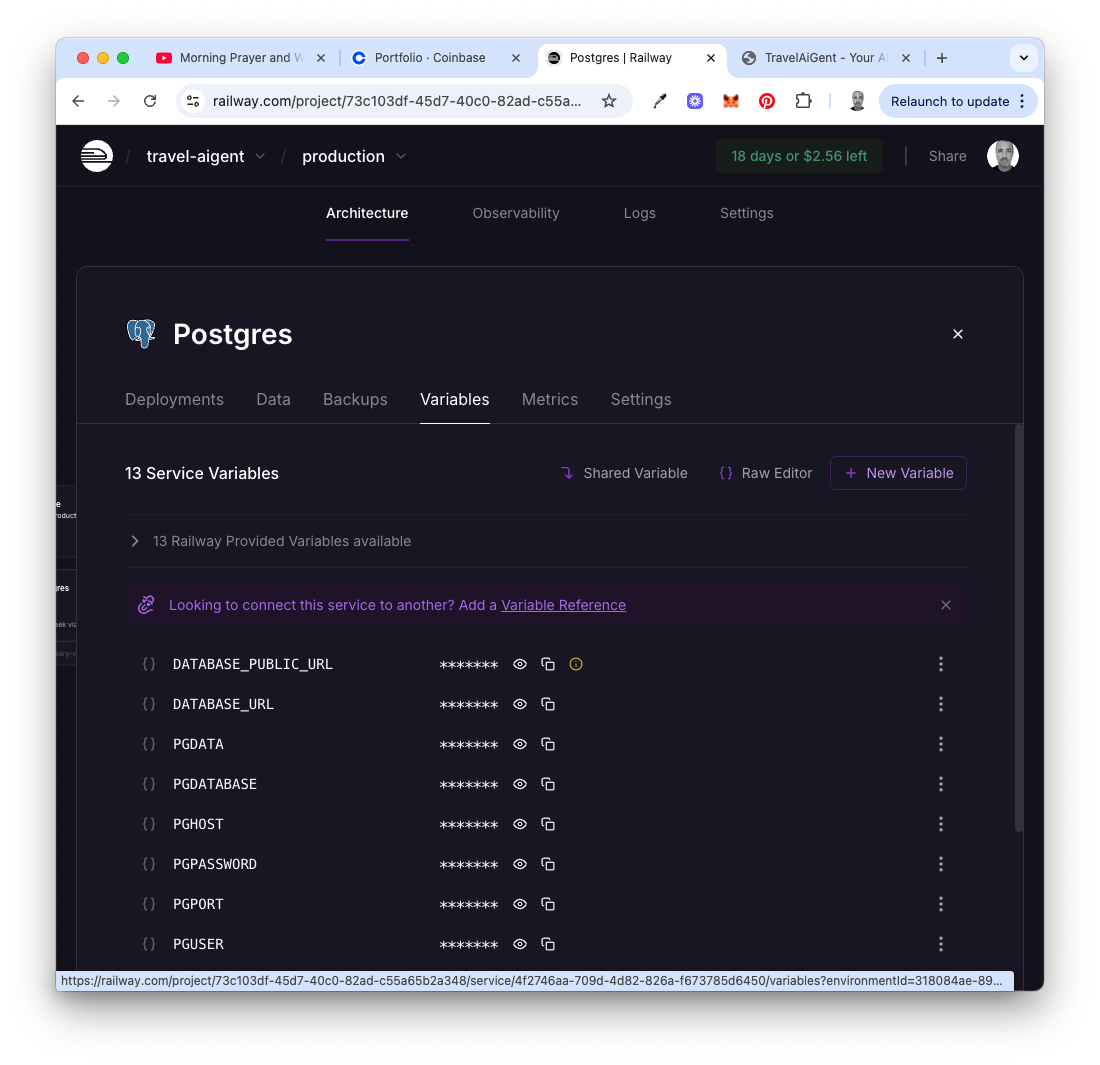 Morning Prayer and W
Portfolio · Coinbase
Postgres | Railway
TravelAiGent - Your AI
railway.com/project/73c103df-45d7-40c0-82ad-c55a...
Relaunch to update
/ travel-aigent / production
18 days or $2.56 left
Share
Architecture
Observability
Logs
Settings
Postgres
Deployments
Data
Backups
Variables
Metrics
Settings
13 Service Variables
Shared Variable
{} Raw Editor
+ New Variable
13 Railway Provided Variables available
Looking to connect this service to another? Add a Variable Reference
{} DATABASE_PUBLIC_URL *******
{} DATABASE_URL *******
{} PGDATA *******
{} PGDATABASE *******
{} PGHOST *******
{} PGPASSWORD *******
{} PGPORT *******
{} PGUSER *******
https://railway.com/project/73c103df-45d7-40c0-82ad-c55a65b2a348/service/4f2746aa-709d-4d82-826a-f673785d6450/variables?environmentId=318084ae-89...